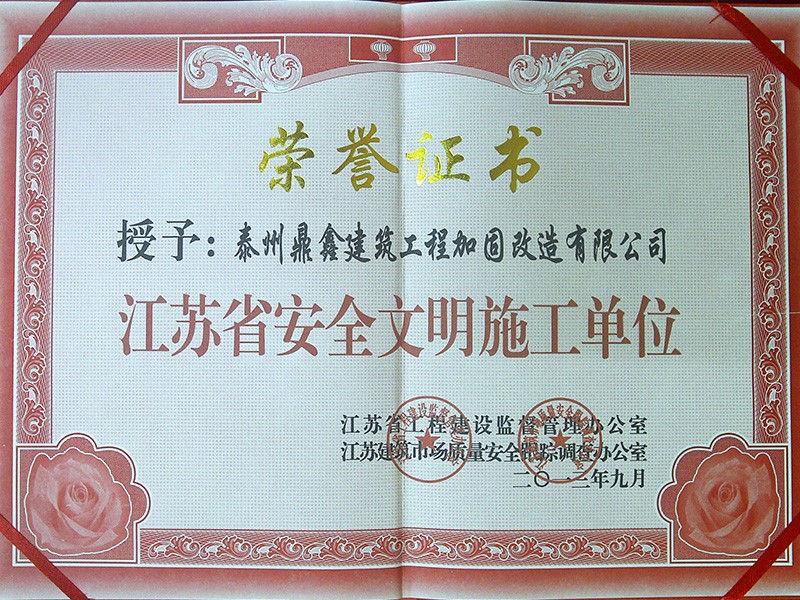 荣誉证书
授予：泰州鼎鑫建筑工程加固改造有限公司
江苏省安全文明施工单位
江苏省工程建设监督管理办公室
江苏建筑市场质量安全跟踪调查办公室
二〇一三年九月